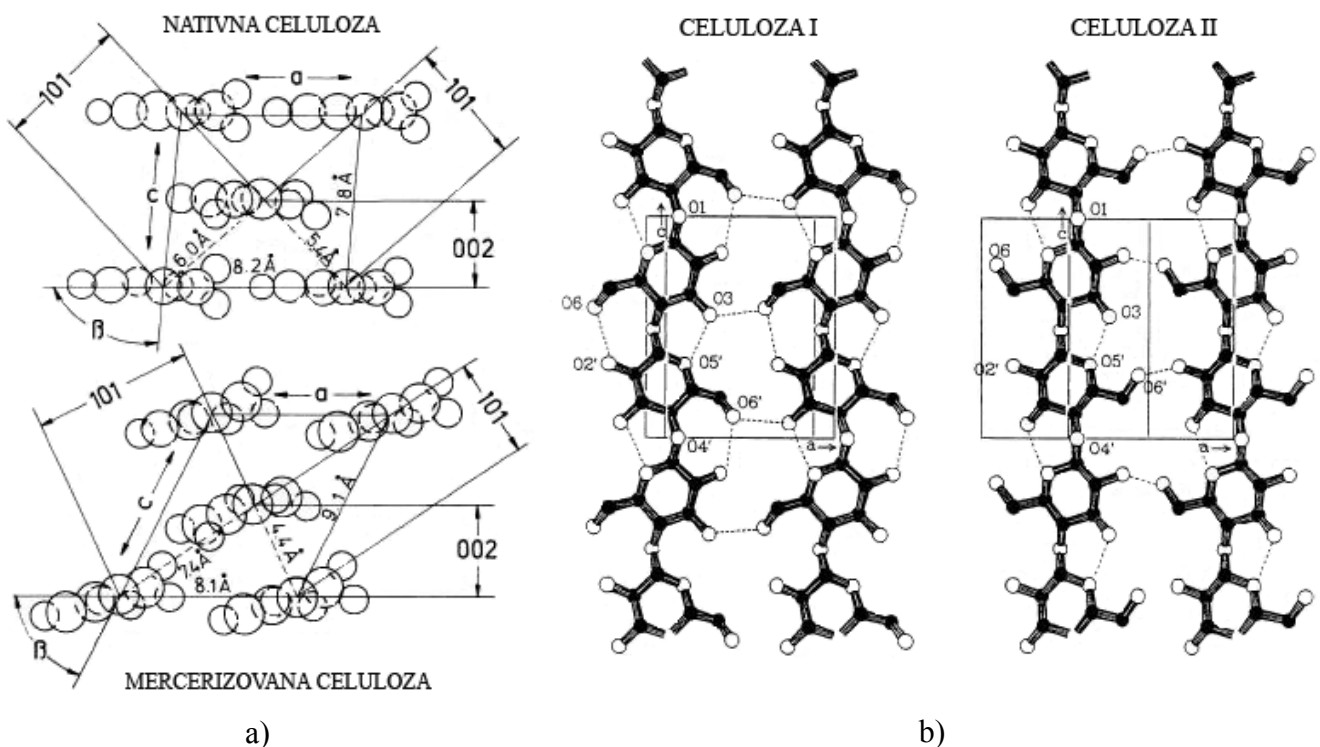 NATIVNA CELULOZA
101
a
101
c
7.8 Å
6.0Å
5.4Å
8.2Å
002
β
101
a
101
c
9.1 Å
7.4Å
4.4Å
8.1Å
002
β
MERCERIZOVANA CELULOZA
a)
CELULOZA I
O1
c
O6
O3
O2'
O5'
O6'
O4'
a
CELULOZA II
O1
c
O6
O3
O2'
O5'
O6'
O4'
a
b)